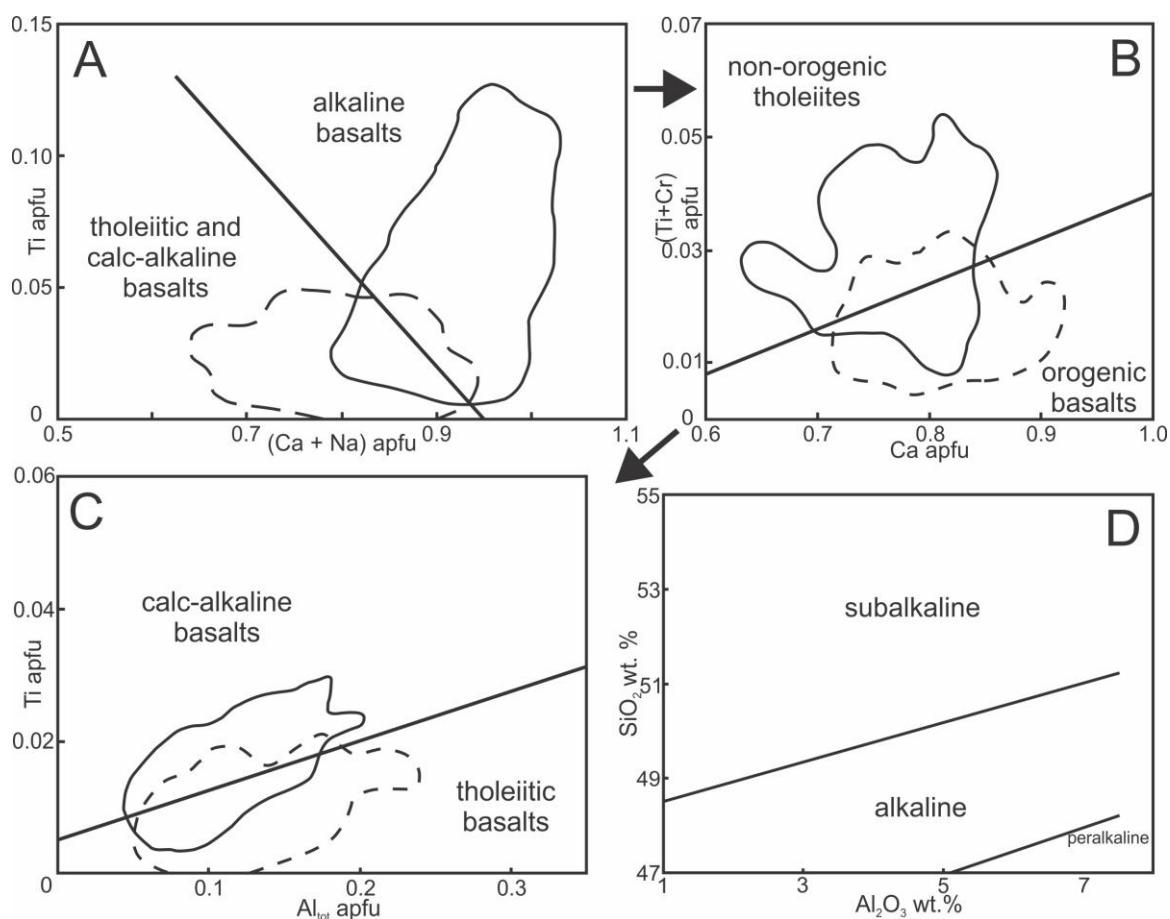 A
0.15
0.10
0.05
0
Ti apfu
alkaline
basalts
tholeiitic and
calc-alkaline
basalts
0.5
0.7
0.9
1.1
(Ca + Na) apfu
B
0.07
0.05
0.03
0.01
0
(Ti+Cr)
apfu
non-orogenic
tholeiites
orogenic
basalts
0.6
0.7
0.8
0.9
1.0
Ca apfu
C
0.06
0.04
0.02
0
Ti apfu
calc-alkaline
basalts
tholeiitic
basalts
0
0.1
0.2
0.3
Al_tot apfu
D
55
53
51
49
47
SiO₂ wt. %
subalkaline
alkaline
peralkaline
1
3
5
7
Al₂O₃ wt.%